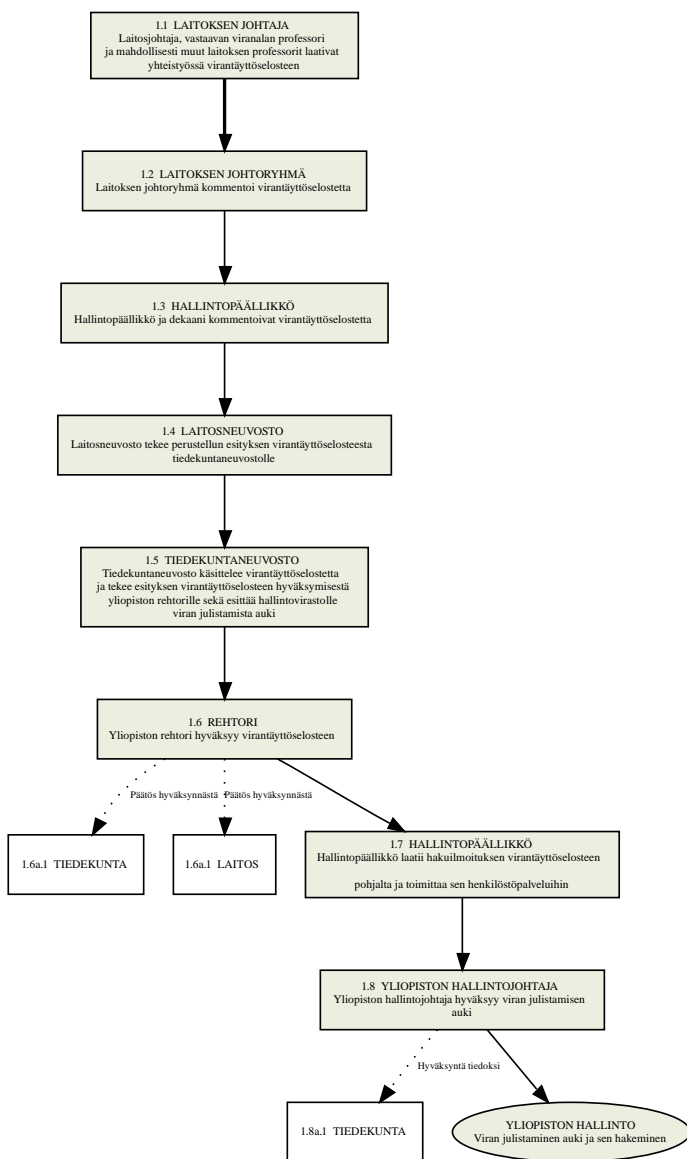 1.1 LAITOKSEN JOHTAJA
Laitosjohtaja, vastaavan viranalan professori
ja mahdollisesti muut laitoksen professorit laativat
yhteistyössä virantäyttöselosteen
1.2 LAITOKSEN JOHTORYHMÄ
Laitoksen johtoryhmä kommentoi virantäyttöselostetta
1.3 HALLINTOPÄÄLLIKKÖ
Hallintopäällikkö ja dekaani kommentoivat virantäyttöselostetta
1.4 LAITOSNEUVOSTO
Laitosneuvosto tekee perustellun esityksen virantäyttöselosteesta
tiedekuntaneuvostolle
1.5 TIEDEKUNTANEUVOSTO
Tiedekuntaneuvosto käsittelee virantäyttöselostetta
ja tekee esityksen virantäyttöselosteen hyväksymisestä
yliopiston rehtorille sekä esittää hallintovirastolle
viran julistamista auki
1.6 REHTORI
Yliopiston rehtori hyväksyy virantäyttöselosteen
Päätös hyväksynnästä
Päätös hyväksynnästä
1.6a.1 TIEDEKUNTA
1.6a.1 LAITOS
1.7 HALLINTOPÄÄLLIKKÖ
Hallintopäällikkö laatii hakuilmoituksen virantäyttöselosteen
pohjalta ja toimittaa sen henkilöstöpalveluihin
1.8 YLIOPISTON HALLINTOJOHTAJA
Yliopiston hallintojohtaja hyväksyy viran julistamisen
auki
Hyväksyntä tiedoksi
1.8a.1 TIEDEKUNTA
YLIOPISTON HALLINTO
Viran julistaminen auki ja sen hakeminen